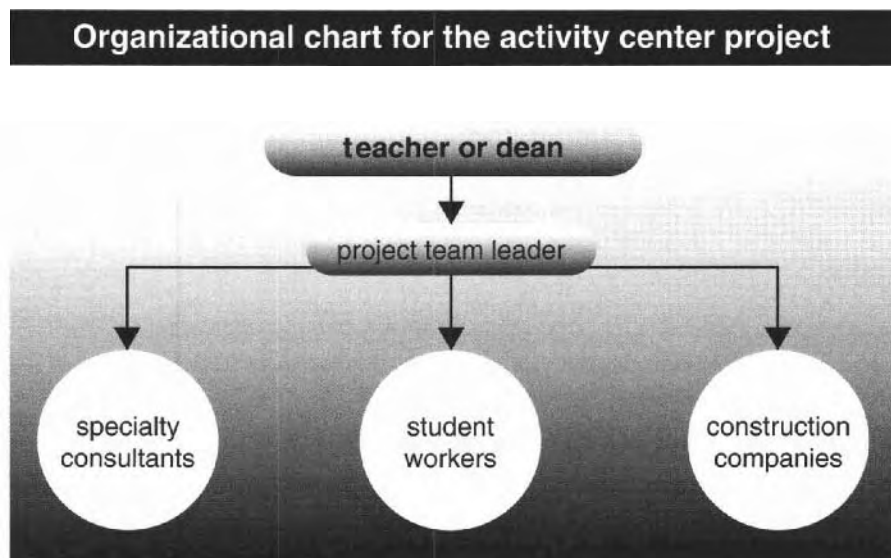 Organizational chart for the activity center project
teacher or dean
project team leader
specialty
consultants
student
workers
construction
companies